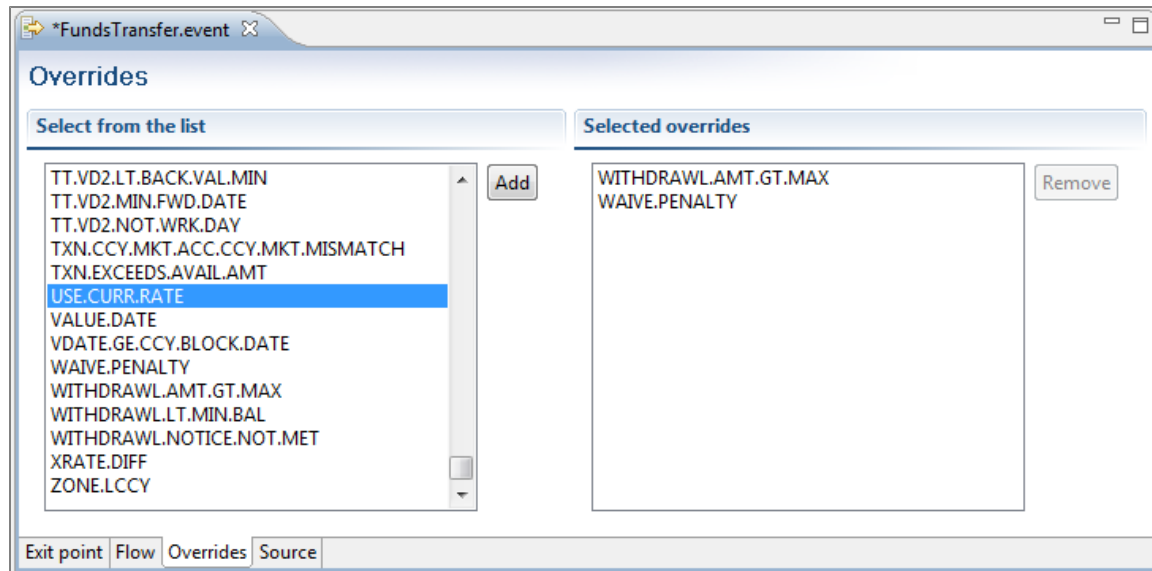 *FundsTransfer.event
Overrides
Select from the list
TT.VD2.LT.BACK.VAL.MIN
TT.VD2.MIN.FWD.DATE
TT.VD2.NOT.WRK.DAY
TXN.CCY.MKT.ACC.CCY.MKT.MISMATCH
TXN.EXCEEDS.AVAIL.AMT
USE.CURR.RATE
VALUE.DATE
VDATE.GE.CCY.BLOCK.DATE
WAIVE.PENALTY
WITHDRAWL.AMT.GT.MAX
WITHDRAWL.LT.MIN.BAL
WITHDRAWL.NOTICE.NOT.MET
XRATE.DIFF
ZONE.LCCY
Add
Selected overrides
WITHDRAWL.AMT.GT.MAX
WAIVE.PENALTY
Remove
Exit point Flow Overrides Source